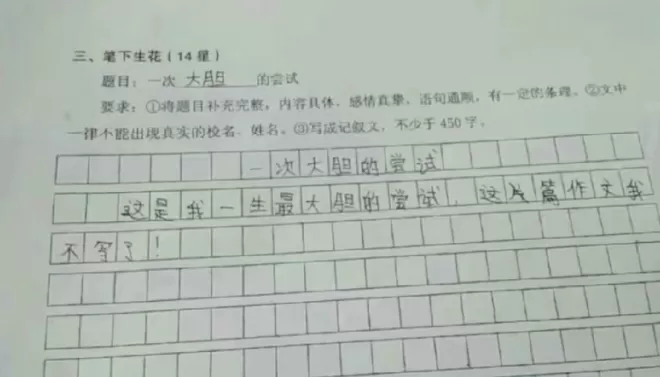 三、笔下生花（14星）
题目：一次 大胆 的尝试
要求：①将题目补充完整，内容具体，感情真挚，语句通顺，有一定的条理。②文中
一律不能出现真实的校名、姓名。③写成记叙文，不少于450字。
一次大胆的尝试
这是我一生最大胆的尝试，这篇作文我
不写了！